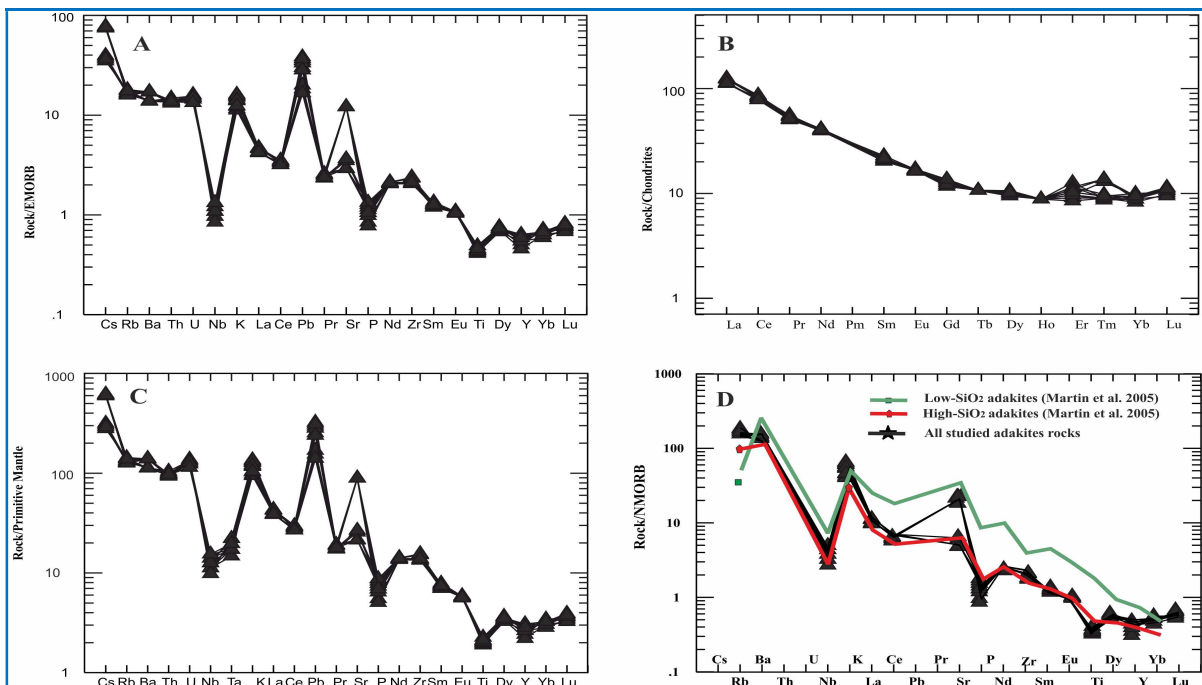 A
100
10
1
.1
Rock/EMORB
Cs Rb Ba Th U Nb K La Ce Pb Pr Sr P Nd Zr Sm Eu Ti Dy Y Yb Lu
B
100
10
1
Rock/Chondrites
La Ce Pr Nd Pm Sm Eu Gd Tb Dy Ho Er Tm Yb Lu
C
1000
100
10
1
Rock/Primitive Mantle
Cs Rb Ba Th U Nb Ta K La Ce Pb Pr Sr P Nd Zr Sm Eu Ti Dy Y Yb Lu
D
1000
100
10
1
.1
Rock/NMORB
Low-SiO2 adakites (Martin et al. 2005)
High-SiO2 adakites (Martin et al. 2005)
All studied adakites rocks
Cs Ba U K Ce Pr P Zr Eu Dy Yb
Rb Th Nb La Pb Sr Nd Sm Ti Y Lu